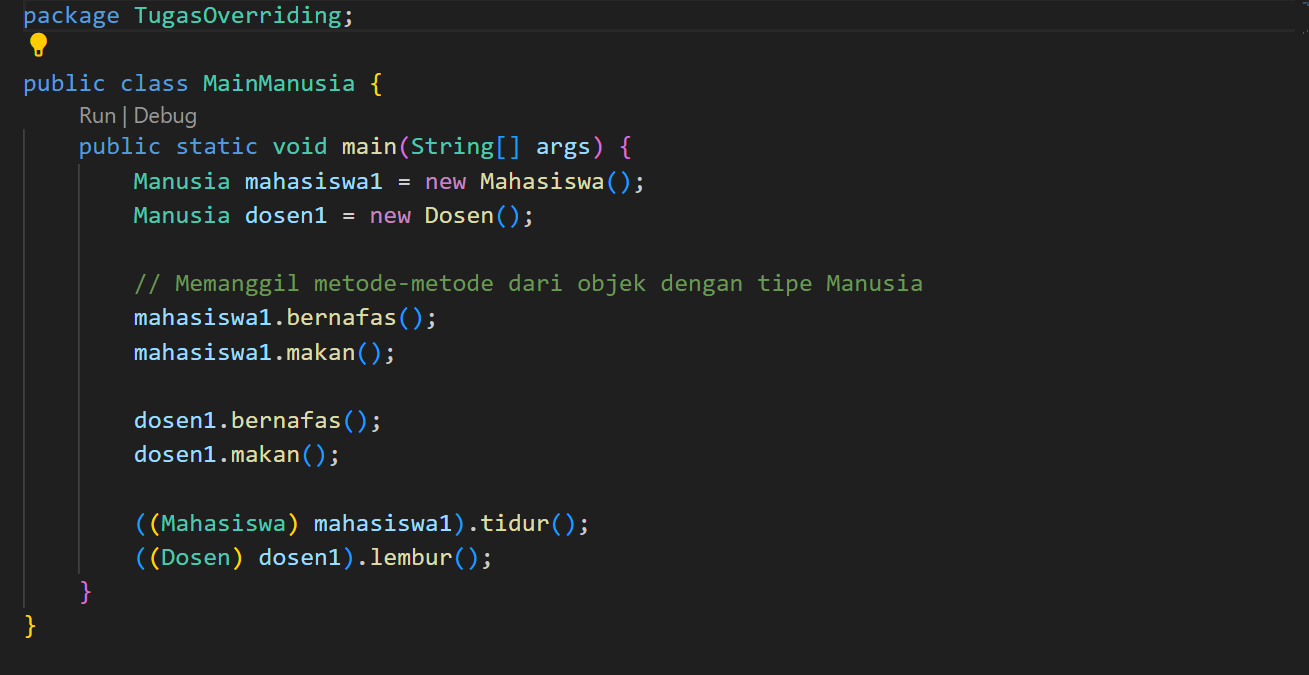 package TugasOverriding;
public class MainManusia {
Run | Debug
public static void main(String[] args) {
Manusia mahasiswa1 = new Mahasiswa();
Manusia dosen1 = new Dosen();
// Memanggil metode-metode dari objek dengan tipe Manusia
mahasiswa1.bernafas();
mahasiswa1.makan();
dosen1.bernafas();
dosen1.makan();
((Mahasiswa) mahasiswa1).tidur();
((Dosen) dosen1).lembur();
}
}